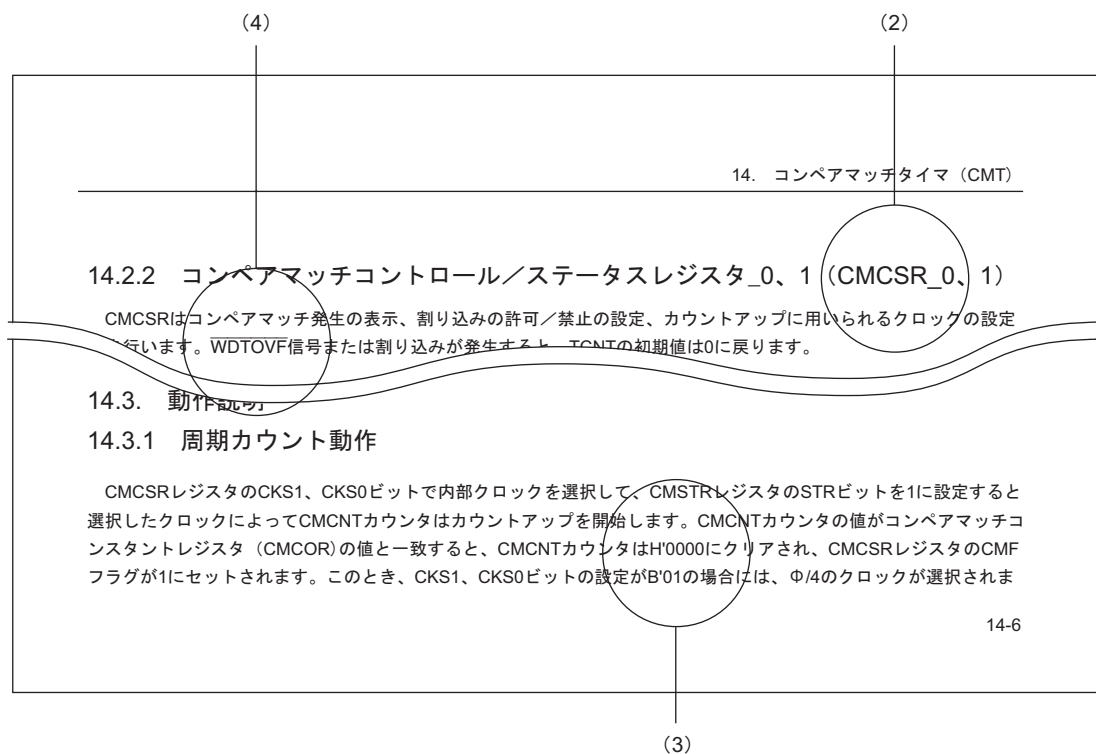 (4) (2)
14. コンペアマッチタイマ（CMT）
14.2.2 コンペアマッチコントロール／ステータスレジスタ_0、1（CMCSR_0、1）
CMCSRはコンペアマッチ発生の表示、割り込みの許可／禁止の設定、カウントアップに用いられるクロックの設定
行います。WDTOVF信号または割り込みが発生すると、TCNTの初期値は0に戻ります。
14.3. 動作説明
14.3.1 周期カウント動作
CMCSRレジスタのCKS1、CKS0ビットで内部クロックを選択して、CMSTRレジスタのSTRビットを1に設定すると
選択したクロックによってCMCNTカウンタはカウントアップを開始します。CMCNTカウンタの値がコンペアマッチコ
ンスタントレジスタ（CMCOR)の値と一致すると、CMCNTカウンタはH'0000にクリアされ、CMCSRレジスタのCMF
フラグが1にセットされます。このとき、CKS1、CKS0ビットの設定がB'01の場合には、Φ/4のクロックが選択されま
14-6
(3)